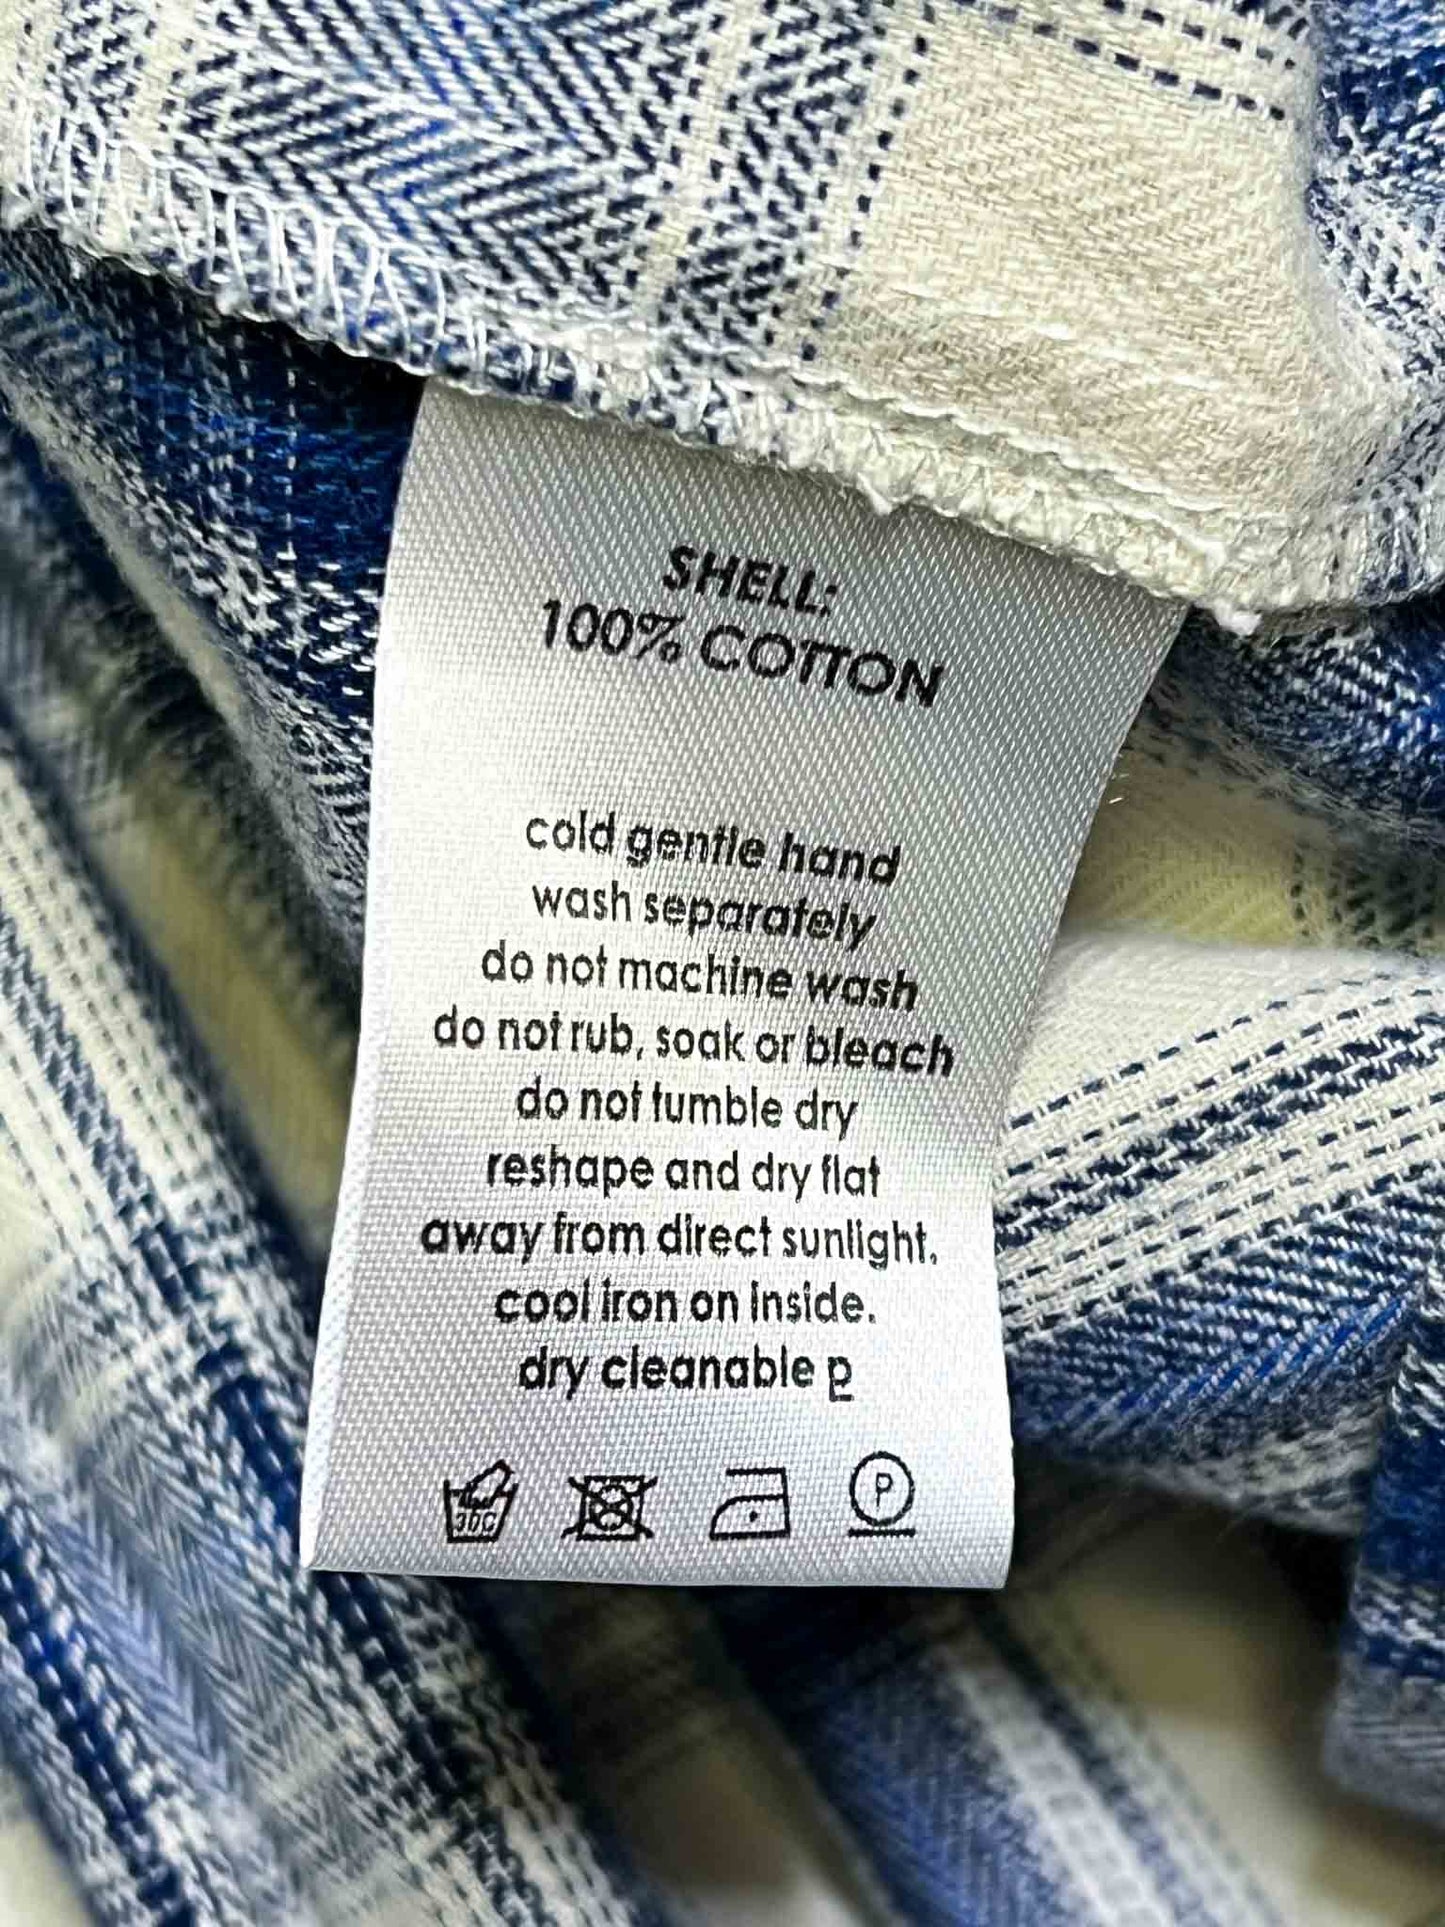 SHELL:
100% COTTON
cold gentle hand
wash separately
do not machine wash
do not rub, soak or bleach
do not tumble dry
reshape and dry flat
away from direct sunlight.
cool iron on inside.
dry cleanable p
abc
P